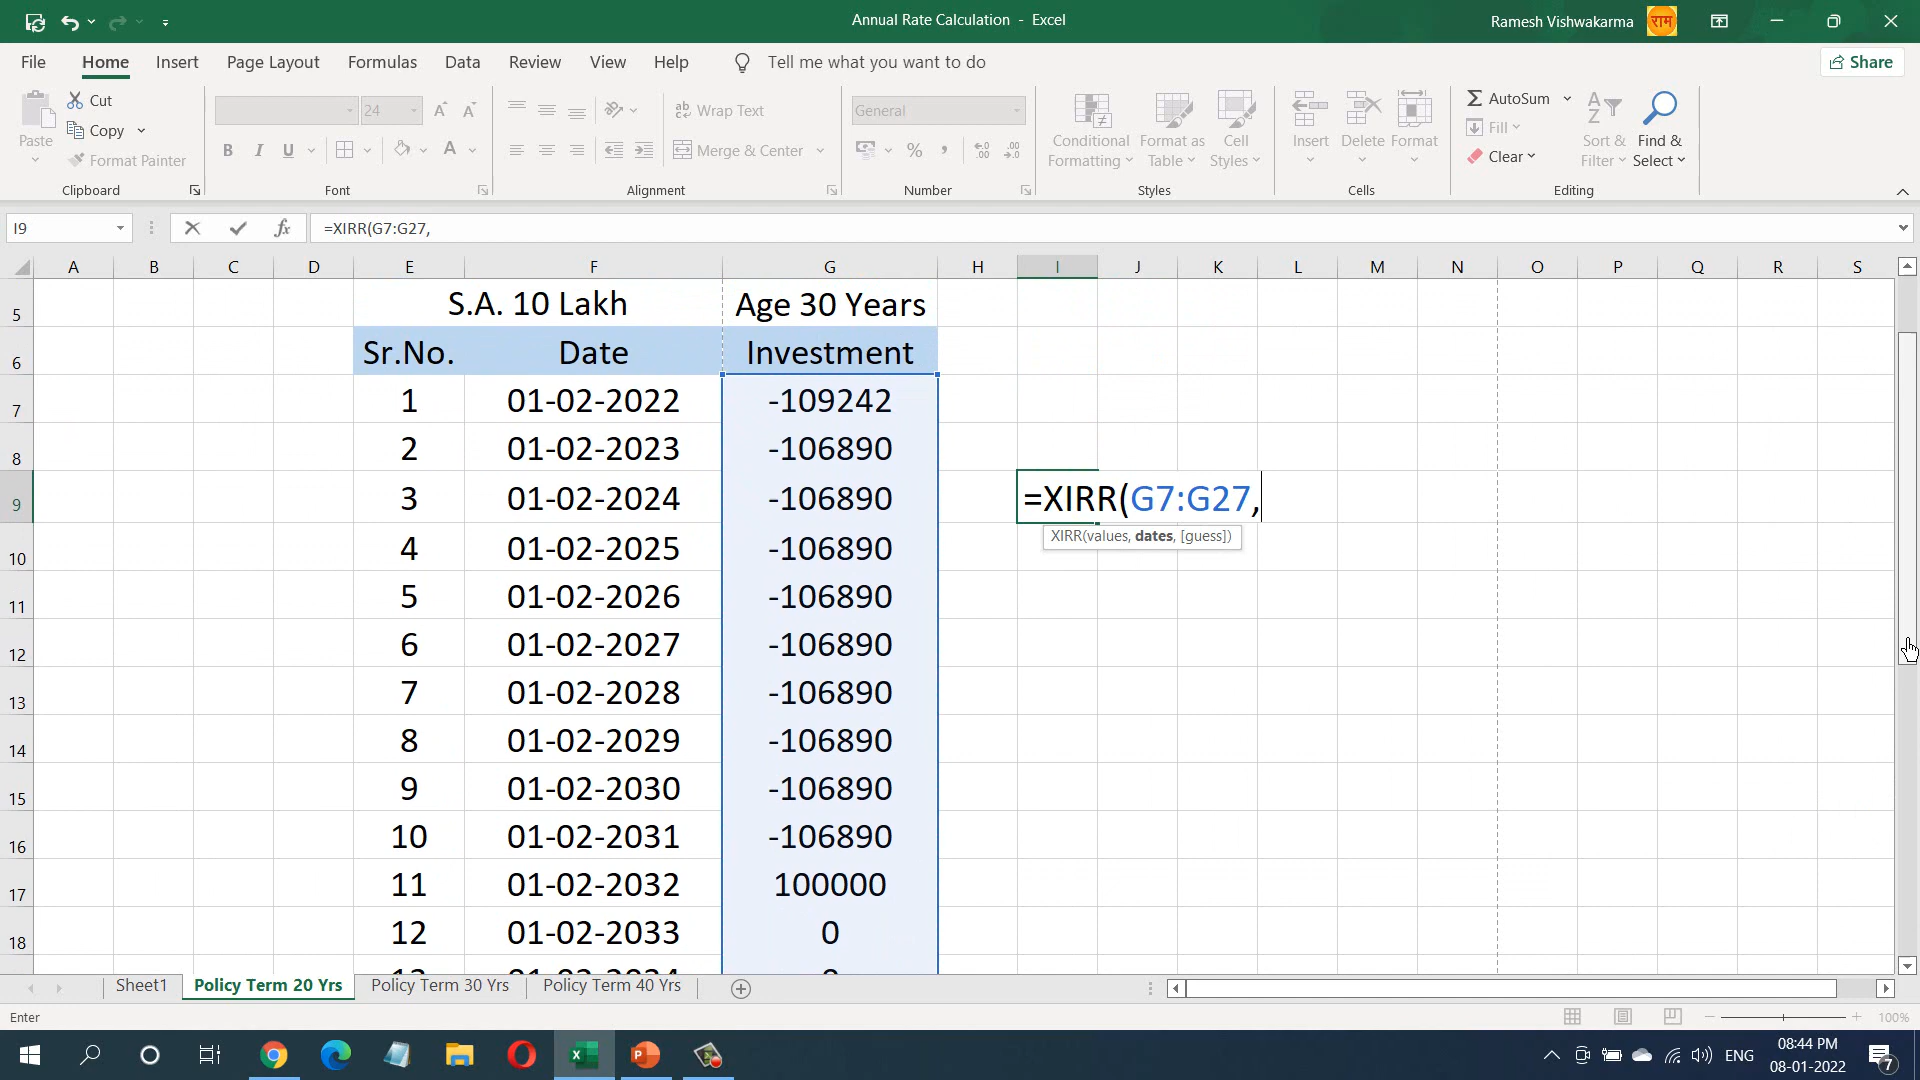 Annual Rate Calculation - Excel
Ramesh Vishwakarma
राम
File Home Insert Page Layout Formulas Data Review View Help Tell me what you want to do
Share
Paste
Cut
Copy
Format Painter
Clipboard
24
B I U
Font
Wrap Text
Merge & Center
Alignment
General
Number
Conditional Formatting
Format as Table
Cell Styles
Styles
Insert
Delete
Format
Cells
AutoSum
Fill
Clear
Sort & Filter
Find & Select
Editing
I9
fx
=XIRR(G7:G27,
A B C D E F G H I J K L M N O P Q R S
5 S.A. 10 Lakh Age 30 Years
6 Sr.No. Date Investment
7 1 01-02-2022 -109242
8 2 01-02-2023 -106890
9 3 01-02-2024 -106890 =XIRR(G7:G27,
XIRR(values, dates, [guess])
10 4 01-02-2025 -106890
11 5 01-02-2026 -106890
12 6 01-02-2027 -106890
13 7 01-02-2028 -106890
14 8 01-02-2029 -106890
15 9 01-02-2030 -106890
16 10 01-02-2031 -106890
17 11 01-02-2032 100000
18 12 01-02-2033 0
Sheet1 Policy Term 20 Yrs Policy Term 30 Yrs Policy Term 40 Yrs
Enter
100%
ENG
08:44 PM
08-01-2022
7